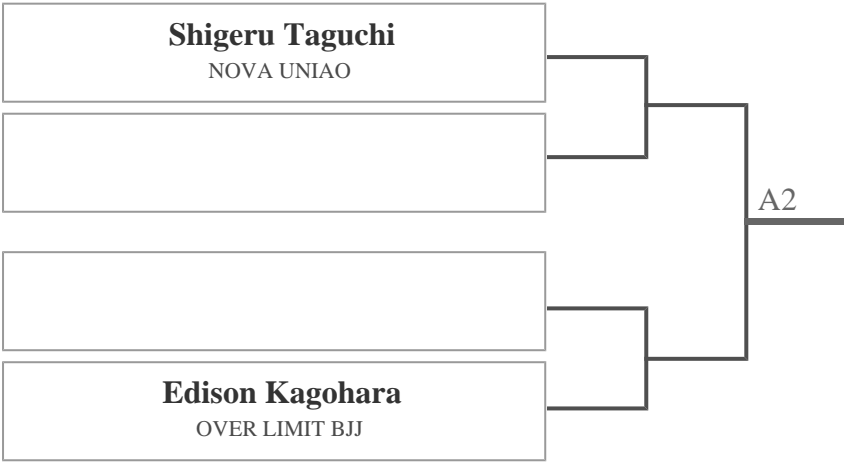 Shigeru Taguchi
NOVA UNIAO
A2
Edison Kagohara
OVER LIMIT BJJ